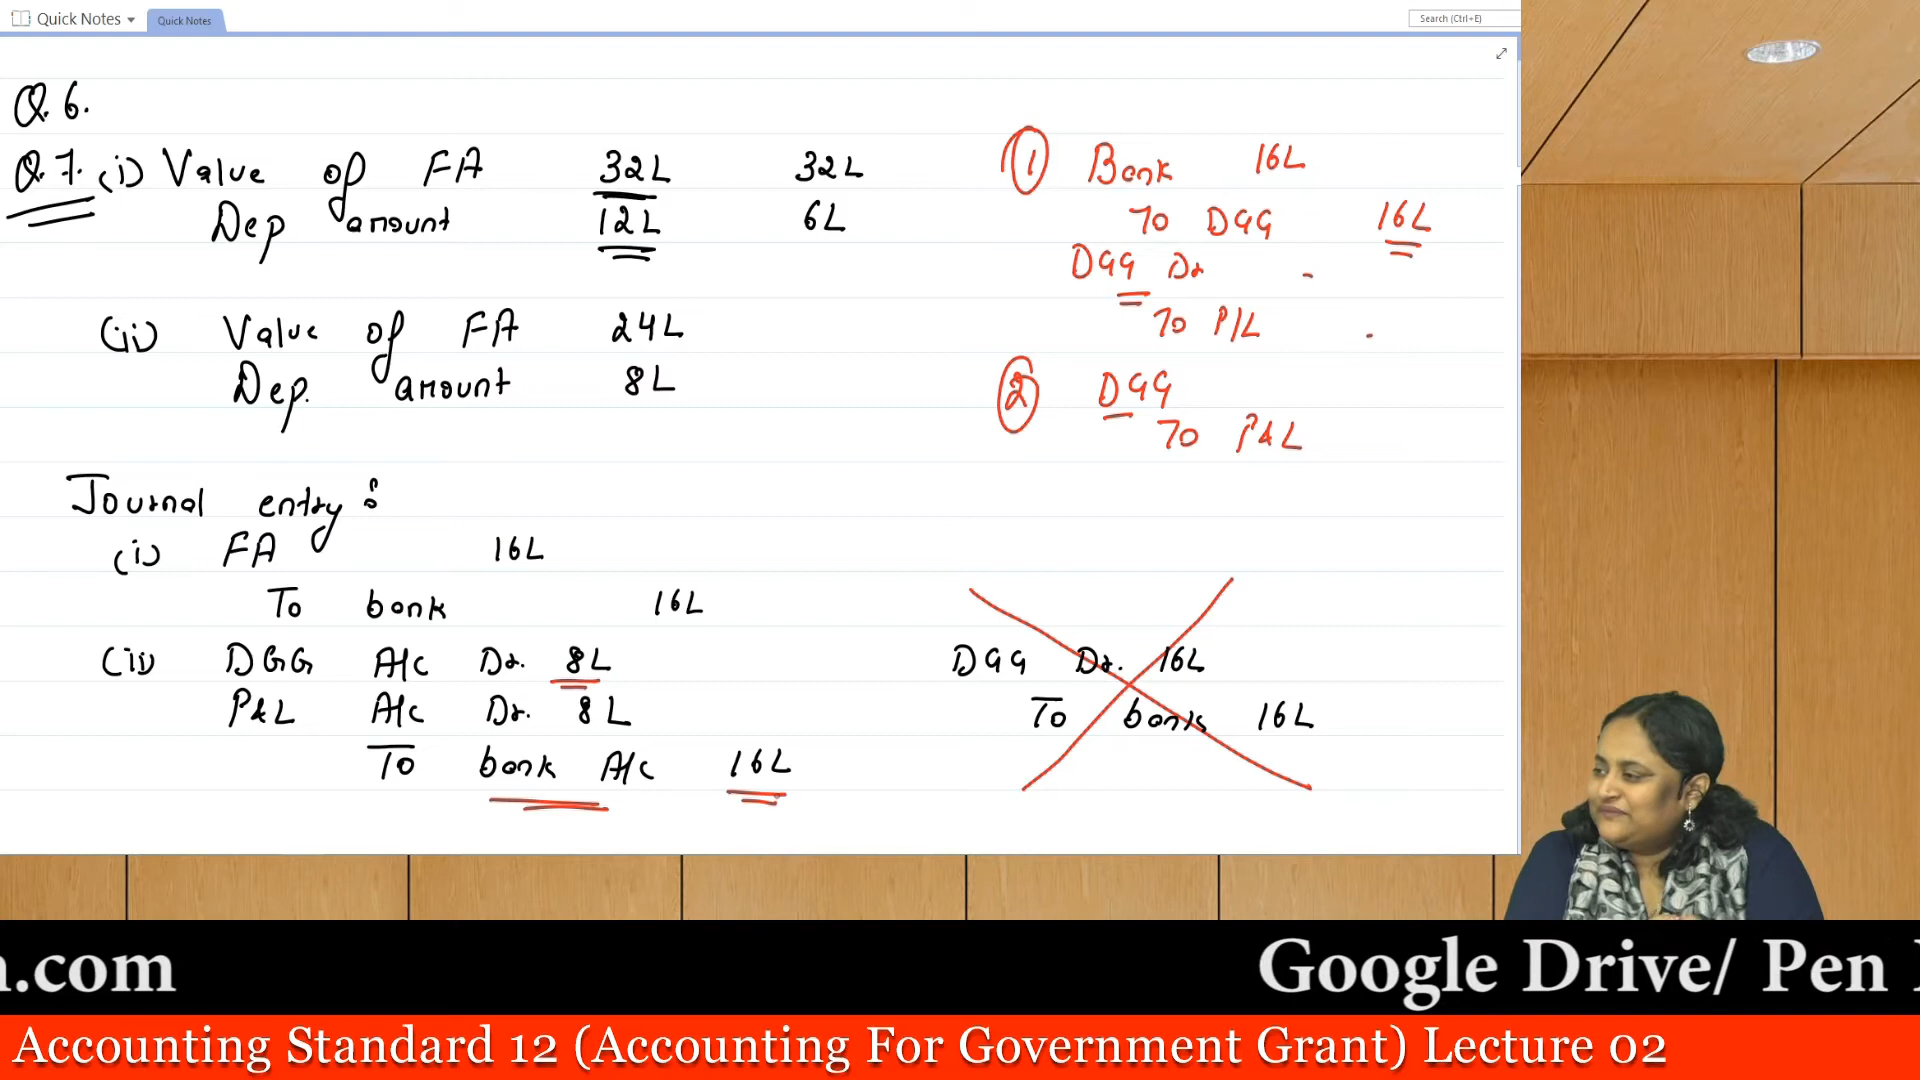 Quick Notes
Quick Notes
Search (Ctrl+E)
Q.6.
Q.7. (i) Value of FA 32L 32L
Dep amount 12L 6L
(ii) Value of FA 24L
Dep. amount 8L
Journal entry :
(i) FA 16L
To bank 16L
(ii) DGG A/c Dr. 8L
P&L A/c Dr. 8L
To bank A/c 16L
1 Bank 16L
To DGG 16L
DGG Dr -
To P/L .
2 DGG
To P&L
DGG Dr. 16L
To bank 16L
.com
Google Drive/ Pen
Accounting Standard 12 (Accounting For Government Grant) Lecture 02